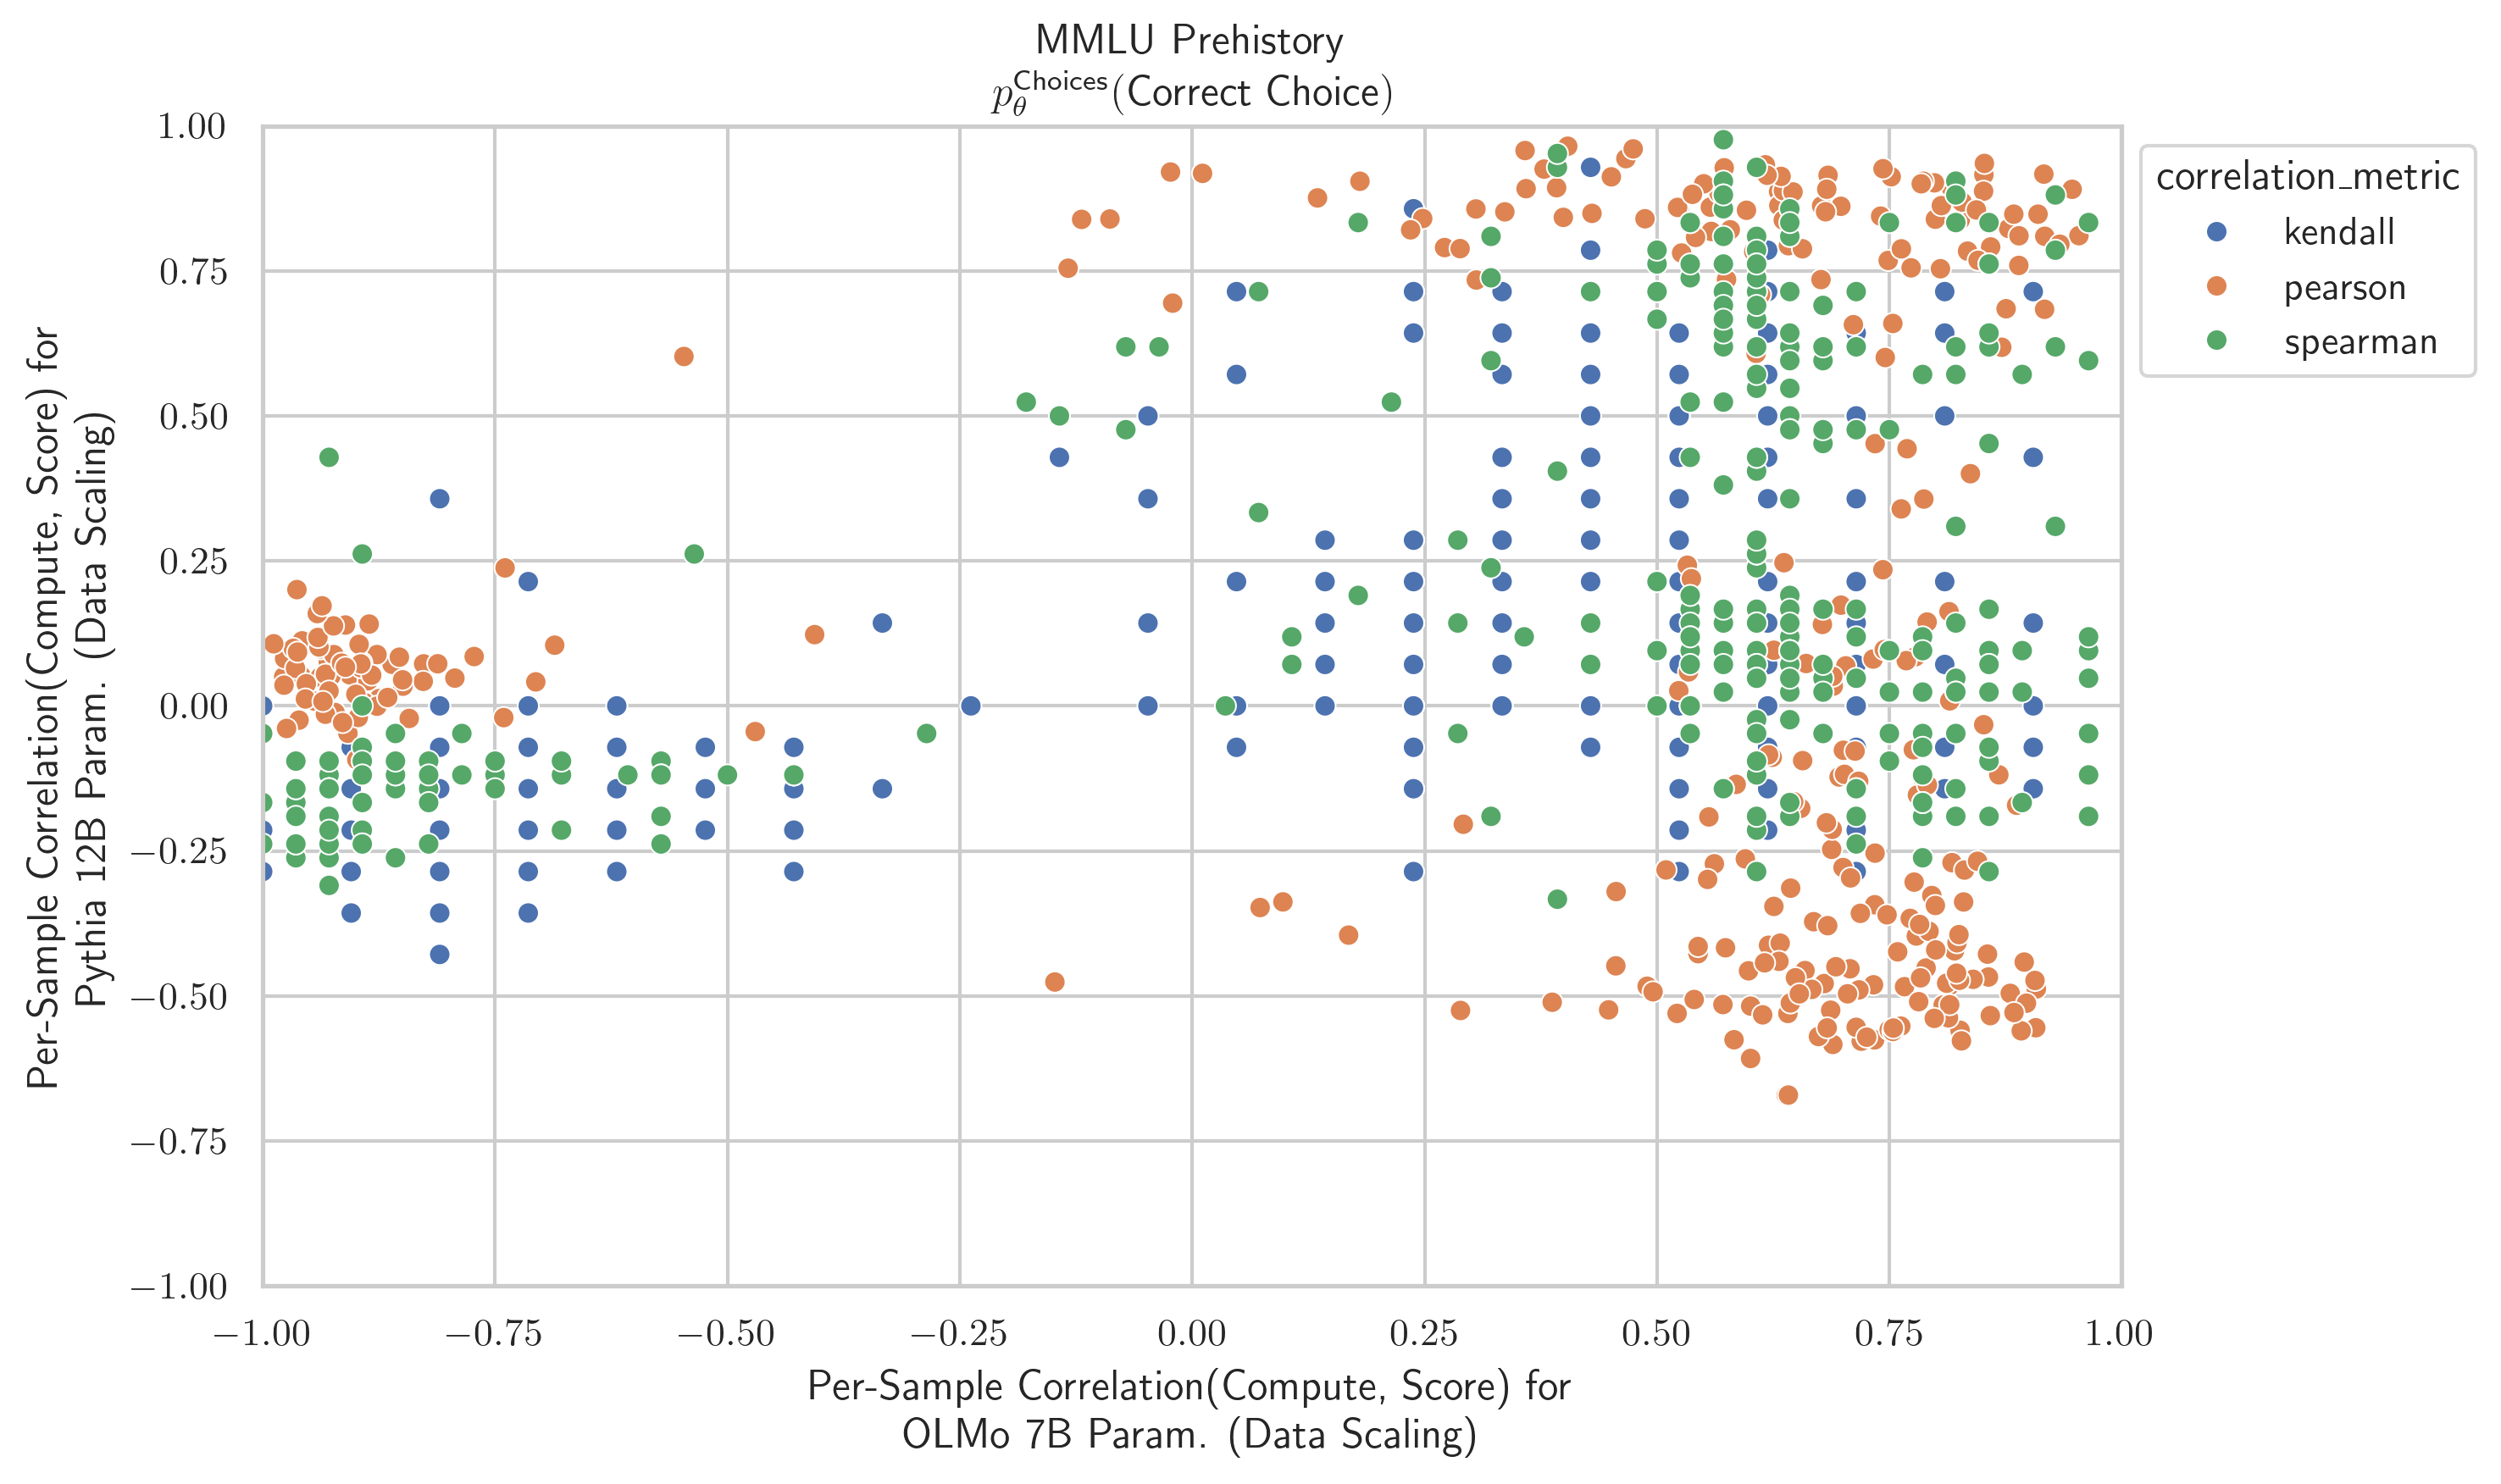 MMLU Prehistory
pθChoices(Correct Choice)
1.00
0.75
0.50
0.25
0.00
−0.25
−0.50
−0.75
−1.00
Per-Sample Correlation(Compute, Score) for
Pythia 12B Param. (Data Scaling)
correlation_metric
kendall
pearson
spearman
−1.00 −0.75 −0.50 −0.25 0.00 0.25 0.50 0.75 1.00
Per-Sample Correlation(Compute, Score) for
OLMo 7B Param. (Data Scaling)